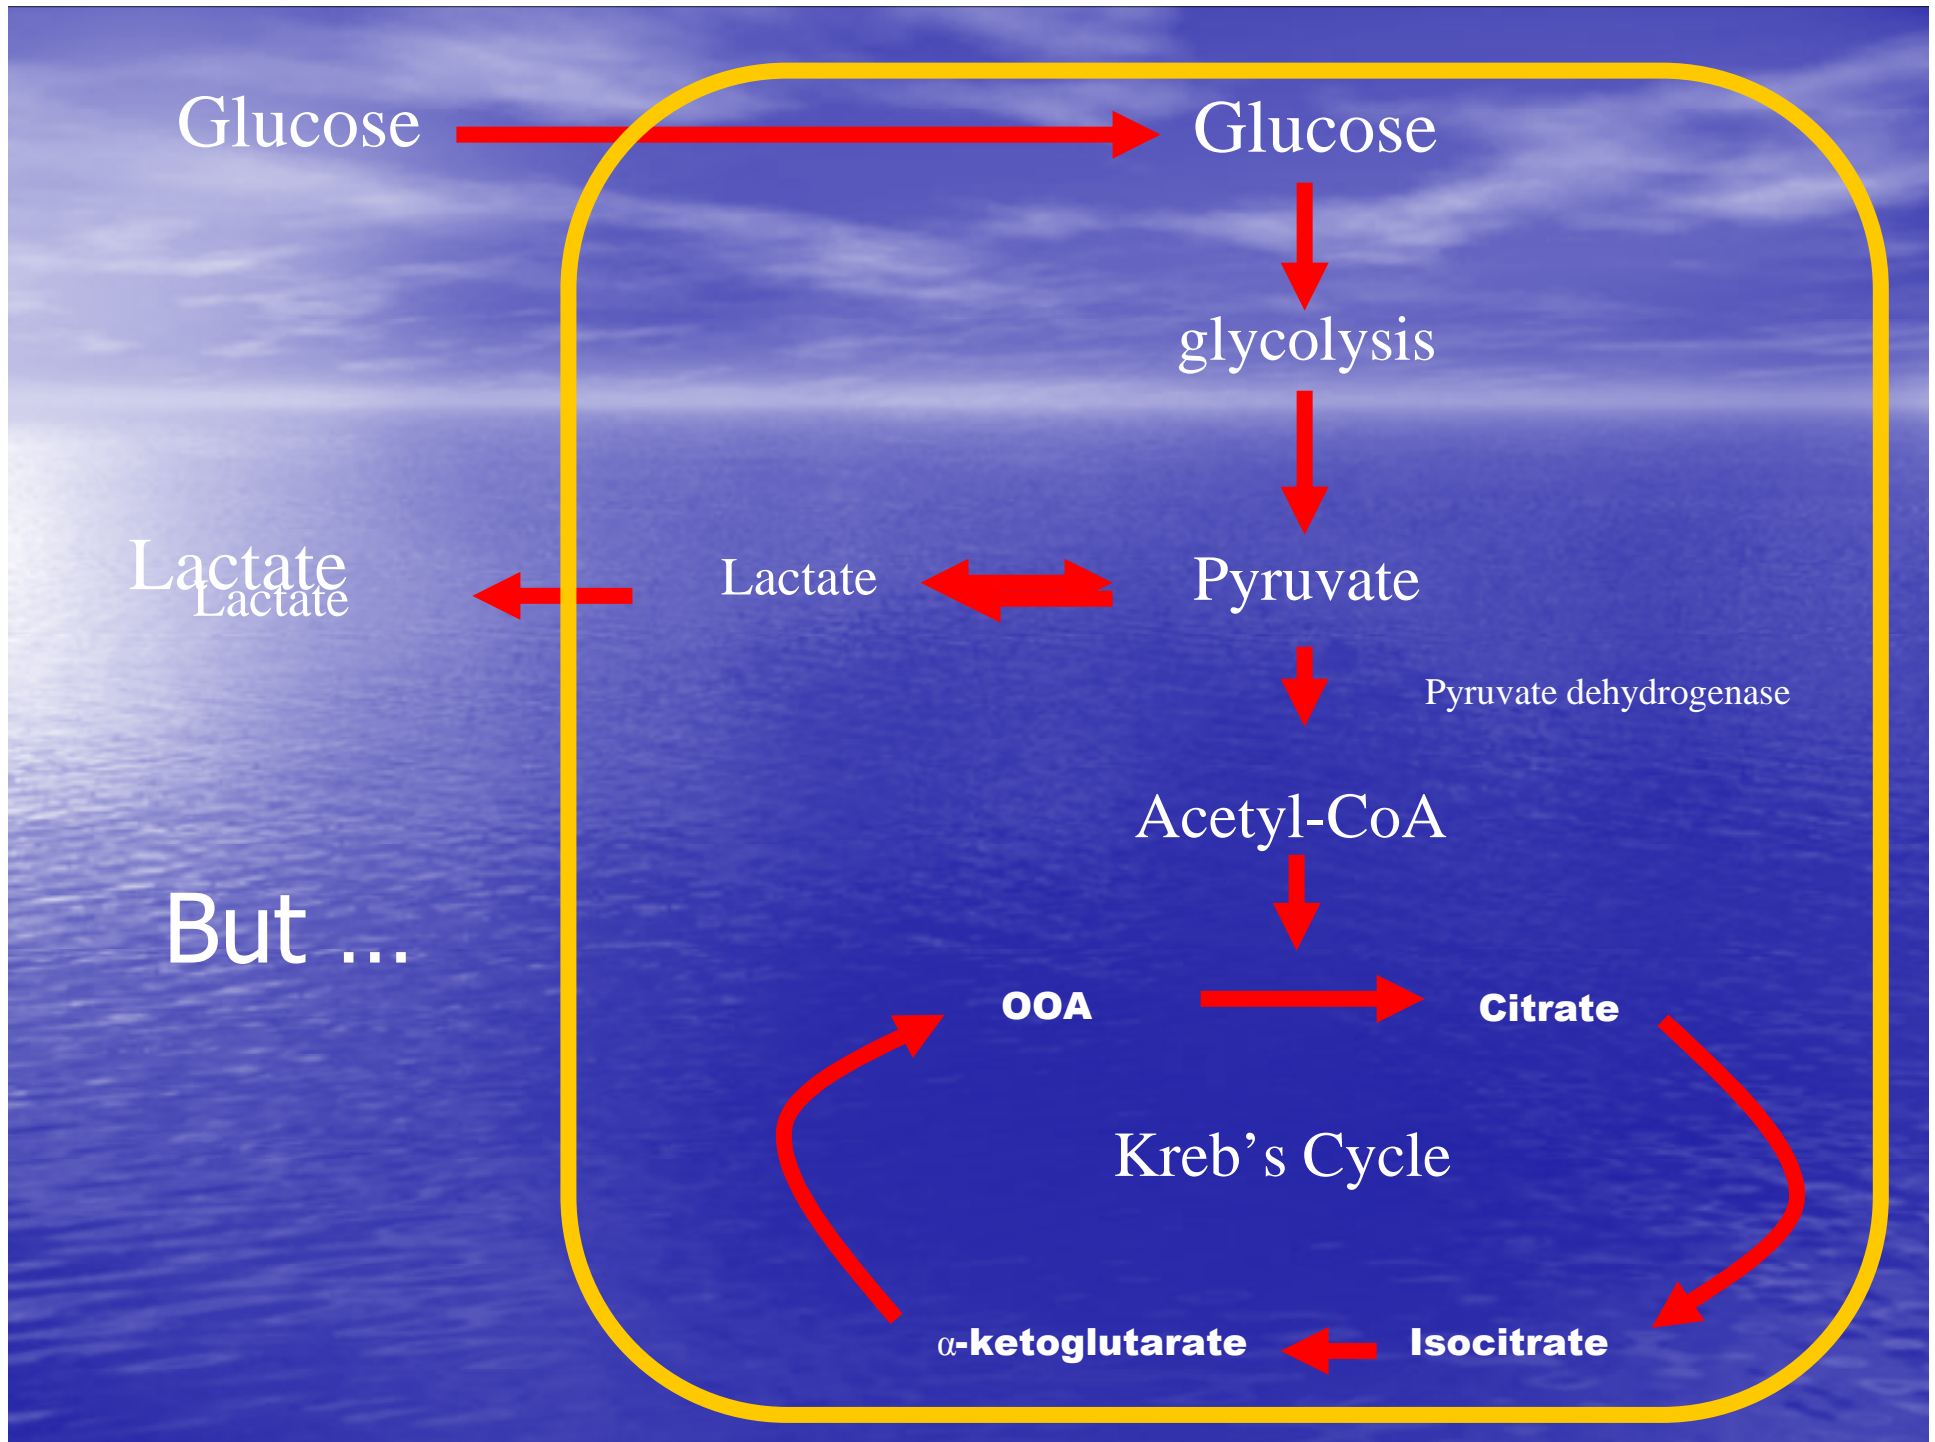 Glucose
Glucose
glycolysis
Lactate
Lactate
Lactate
Pyruvate
Pyruvate dehydrogenase
Acetyl-CoA
But ...
OOA
Citrate
Kreb’s Cycle
α-ketoglutarate
Isocitrate